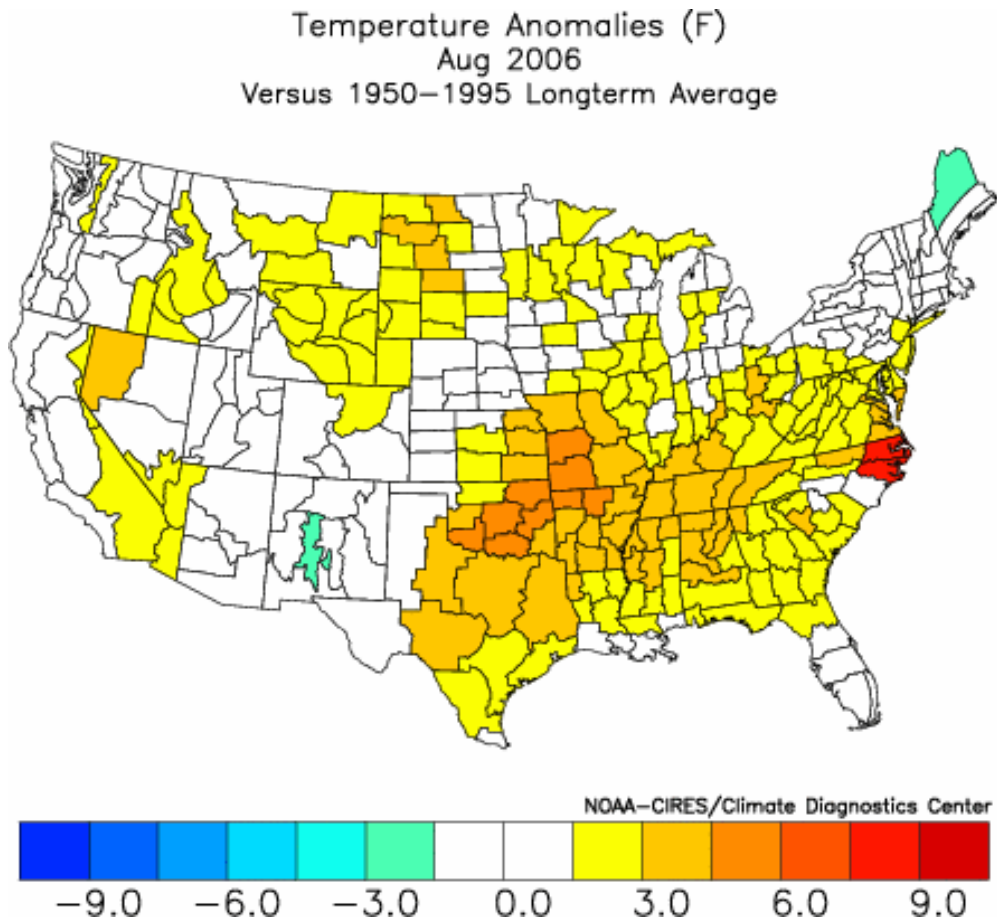 Temperature Anomalies (F)
Aug 2006
Versus 1950-1995 Longterm Average
NOAA-CIRES/Climate Diagnostics Center
-9.0 -6.0 -3.0 0.0 3.0 6.0 9.0